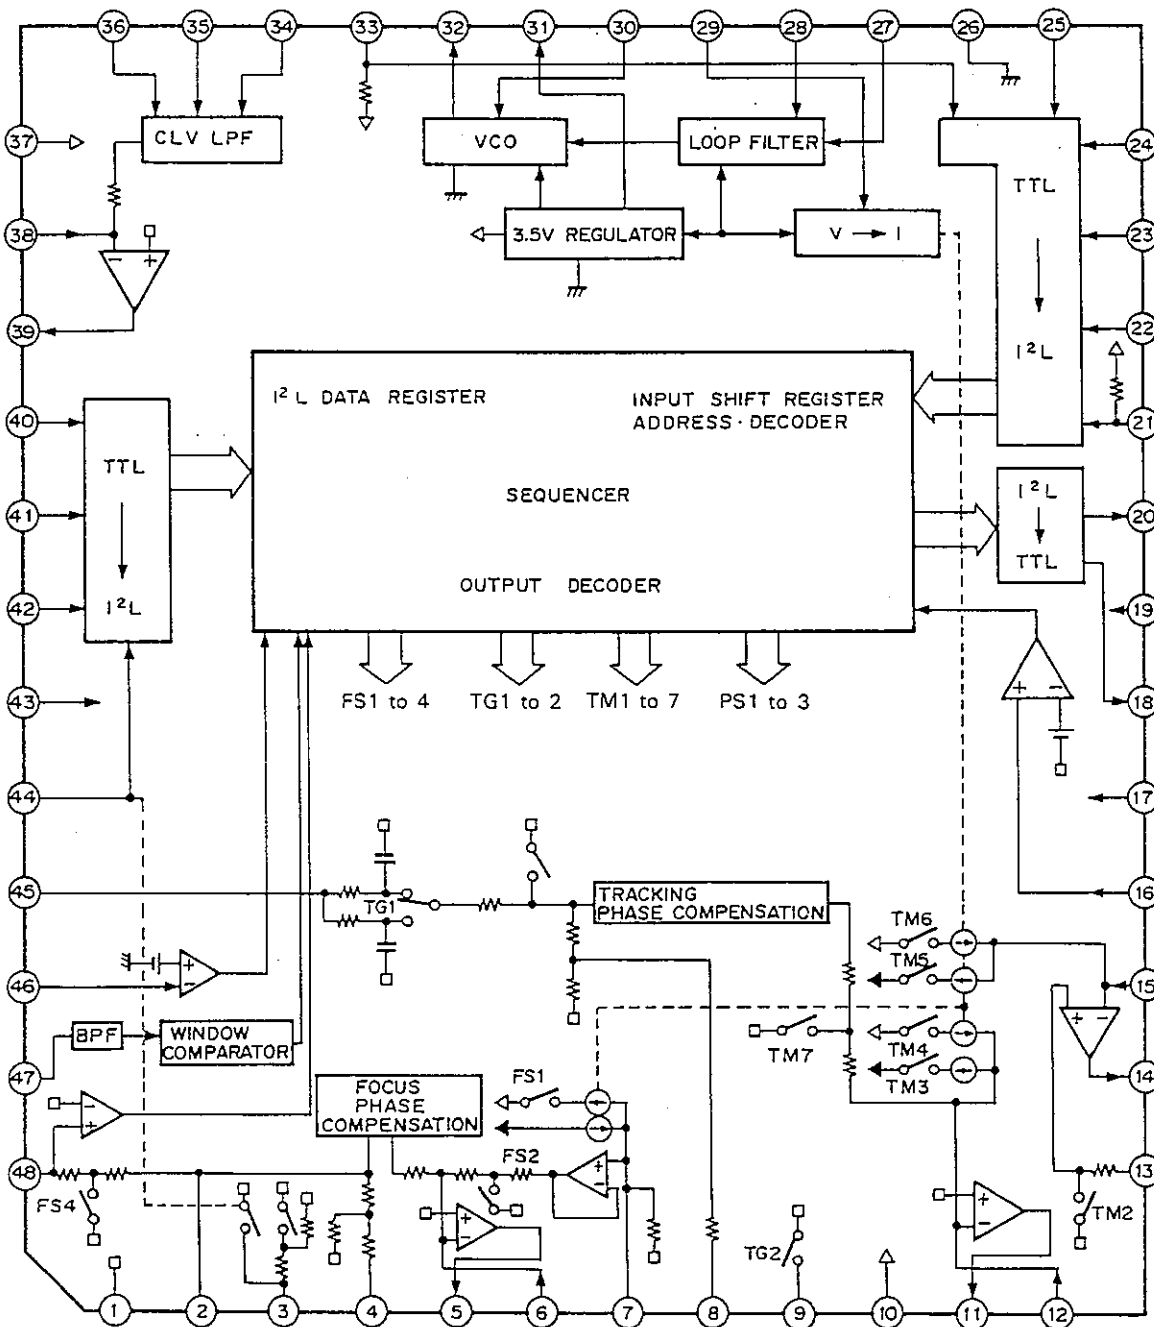 36 35 34 33 32 31 30 29 28 27 26 25
CLV LPF
VCO
LOOP FILTER
37
24
TTL
38
3.5V REGULATOR
V → I
23
− +
39
22
I²L
I²L DATA REGISTER
INPUT SHIFT REGISTER
ADDRESS · DECODER
40
21
TTL
SEQUENCER
I²L
41
20
TTL
OUTPUT DECODER
42
I²L
19
43
FS1 to 4
TG1 to 2
TM1 to 7
PS1 to 3
+ −
18
44
17
45
TG1
TRACKING
PHASE COMPENSATION
16
TM6
TM5
46
+
−
15
+ −
BPF
WINDOW
COMPARATOR
TM7
TM4
TM3
47
14
FOCUS
PHASE
COMPENSATION
FS1
−
+
48
FS2
+
−
13
FS4
+
−
TG2
+
−
TM2
1 2 3 4 5 6 7 8 9 10 11 12